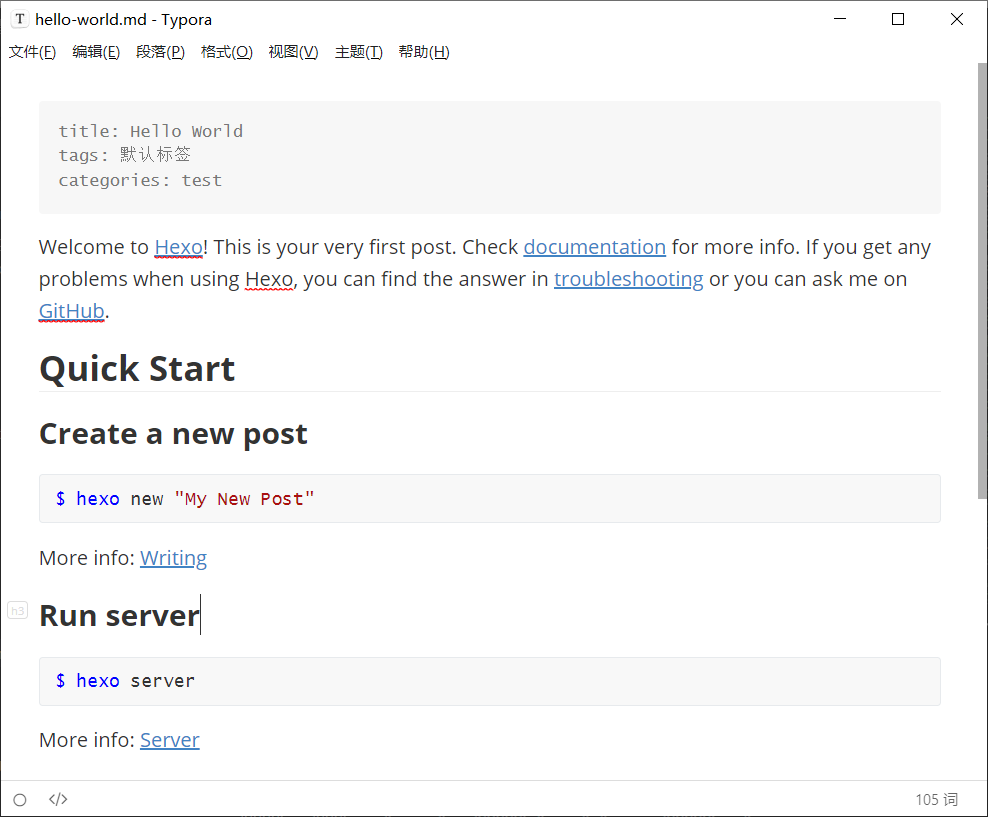 T hello-world.md - Typora
文件(F) 编辑(E) 段落(P) 格式(O) 视图(V) 主题(T) 帮助(H)
title: Hello World
tags: 默认标签
categories: test
Welcome to Hexo! This is your very first post. Check documentation for more info. If you get any
problems when using Hexo, you can find the answer in troubleshooting or you can ask me on
GitHub.
Quick Start
Create a new post
$ hexo new "My New Post"
More info: Writing
h3 Run server
$ hexo server
More info: Server
</> 105 词